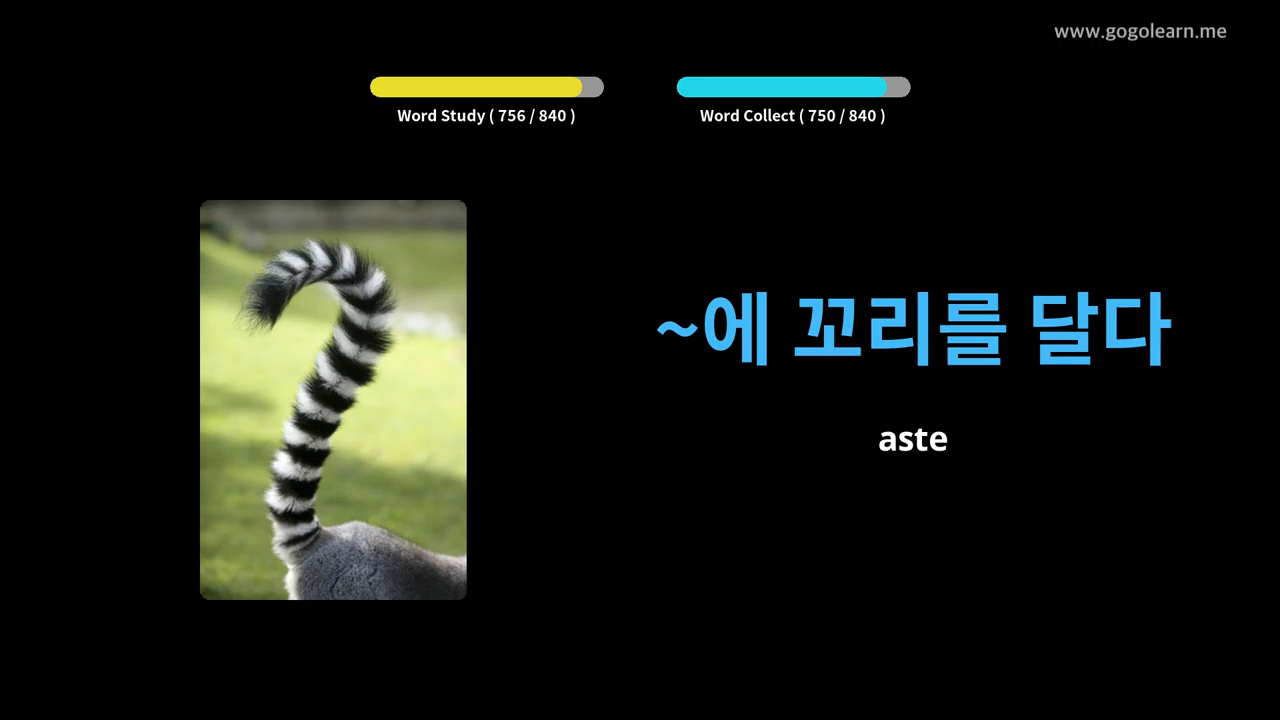 www.gogolearn.me
Word Study ( 756 / 840 )
Word Collect ( 750 / 840 )
~에 꼬리를 달다
aste